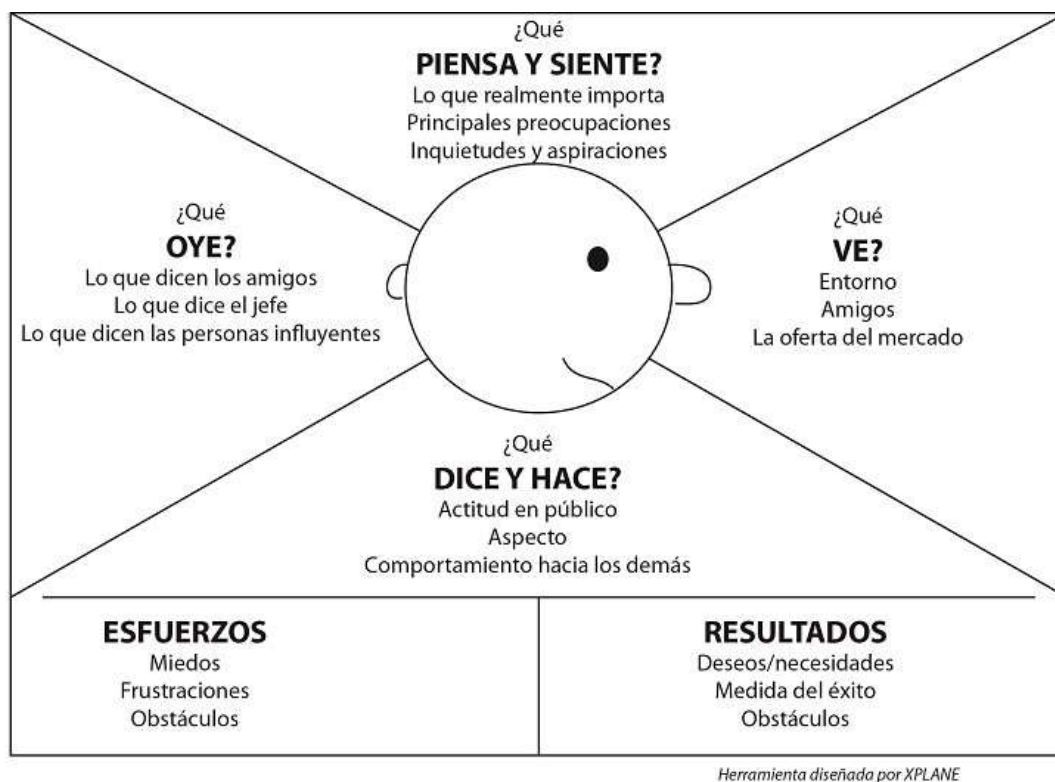 ¿Qué
PIENSA Y SIENTE?
Lo que realmente importa
Principales preocupaciones
Inquietudes y aspiraciones
¿Qué
OYE?
Lo que dicen los amigos
Lo que dice el jefe
Lo que dicen las personas influyentes
¿Qué
VE?
Entorno
Amigos
La oferta del mercado
¿Qué
DICE Y HACE?
Actitud en público
Aspecto
Comportamiento hacia los demás
ESFUERZOS
Miedos
Frustraciones
Obstáculos
RESULTADOS
Deseos/necesidades
Medida del éxito
Obstáculos
Herramienta diseñada por XPLANE